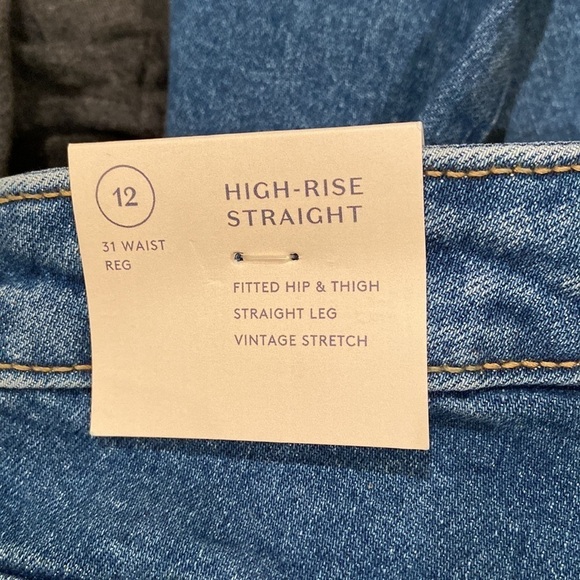 12
31 WAIST
REG
HIGH-RISE
STRAIGHT
FITTED HIP & THIGH
STRAIGHT LEG
VINTAGE STRETCH